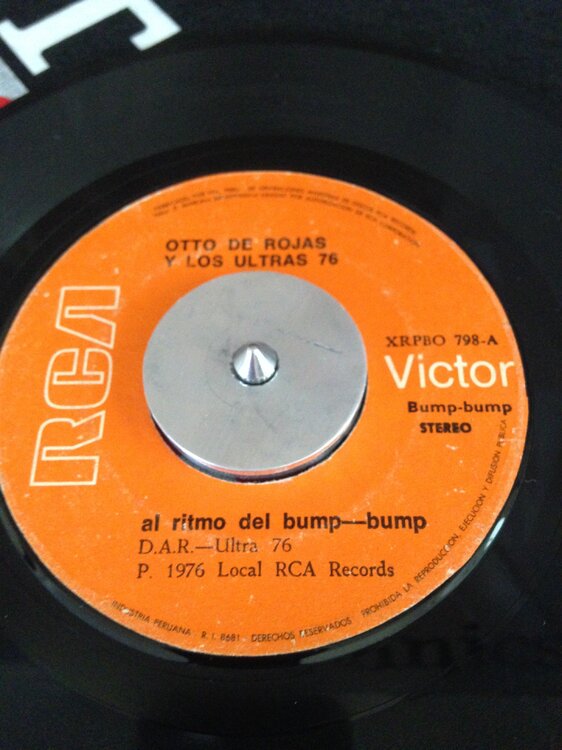 OTTO DE ROJAS
Y LOS ULTRAS 76
RCA
XRPBO 798-A
Victor
Bump-bump
STEREO
al ritmo del bump—bump
D.A.R.—Ultra 76
P. 1976 Local RCA Records
INDUSTRIA PERUANA - R. I. 8681 - DERECHOS RESERVADOS - PROHIBIDA LA REPRODUCCION, EJECUCION Y DIFUSION PUBLICA